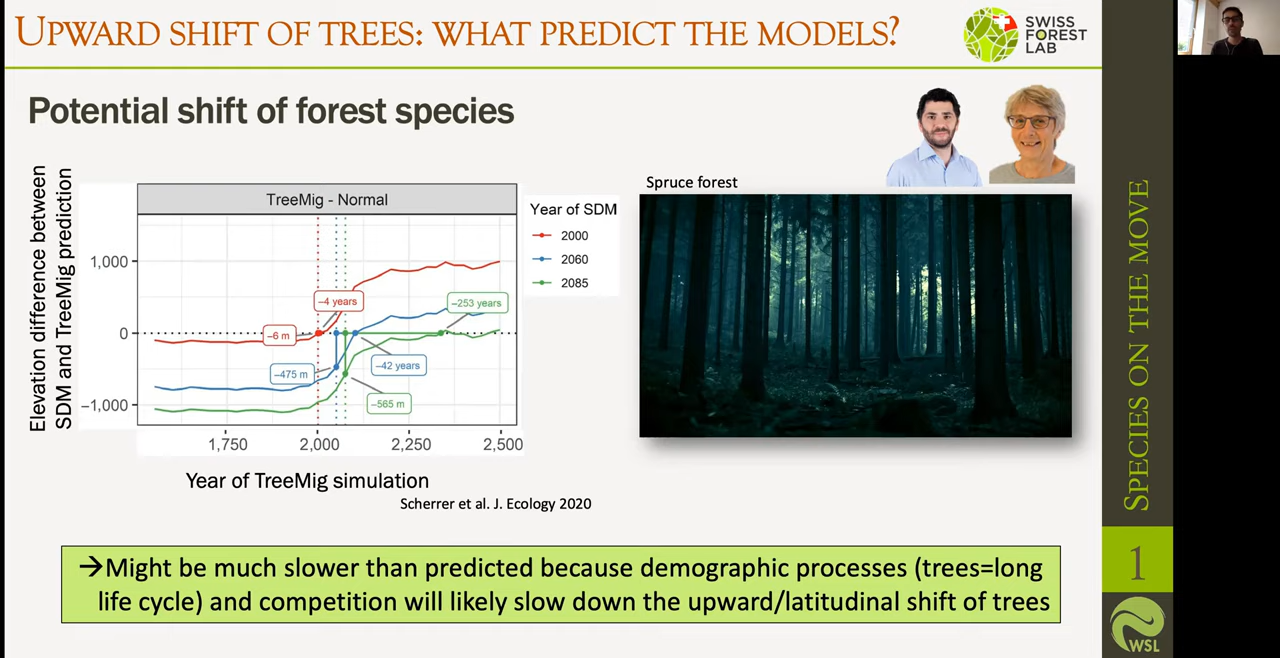 UPWARD SHIFT OF TREES: WHAT PREDICT THE MODELS?
SWISS
FOREST
LAB
Potential shift of forest species
Elevation difference between
SDM and TreeMig prediction
TreeMig - Normal
1,000
0
−1,000
−4 years
−6 m
−475 m
−253 years
−42 years
−565 m
1,750
2,000
2,250
2,500
Year of TreeMig simulation
Year of SDM
2000
2060
2085
Scherrer et al. J. Ecology 2020
Spruce forest
→Might be much slower than predicted because demographic processes (trees=long
life cycle) and competition will likely slow down the upward/latitudinal shift of trees
SPECIES ON THE MOVE
1
WSL